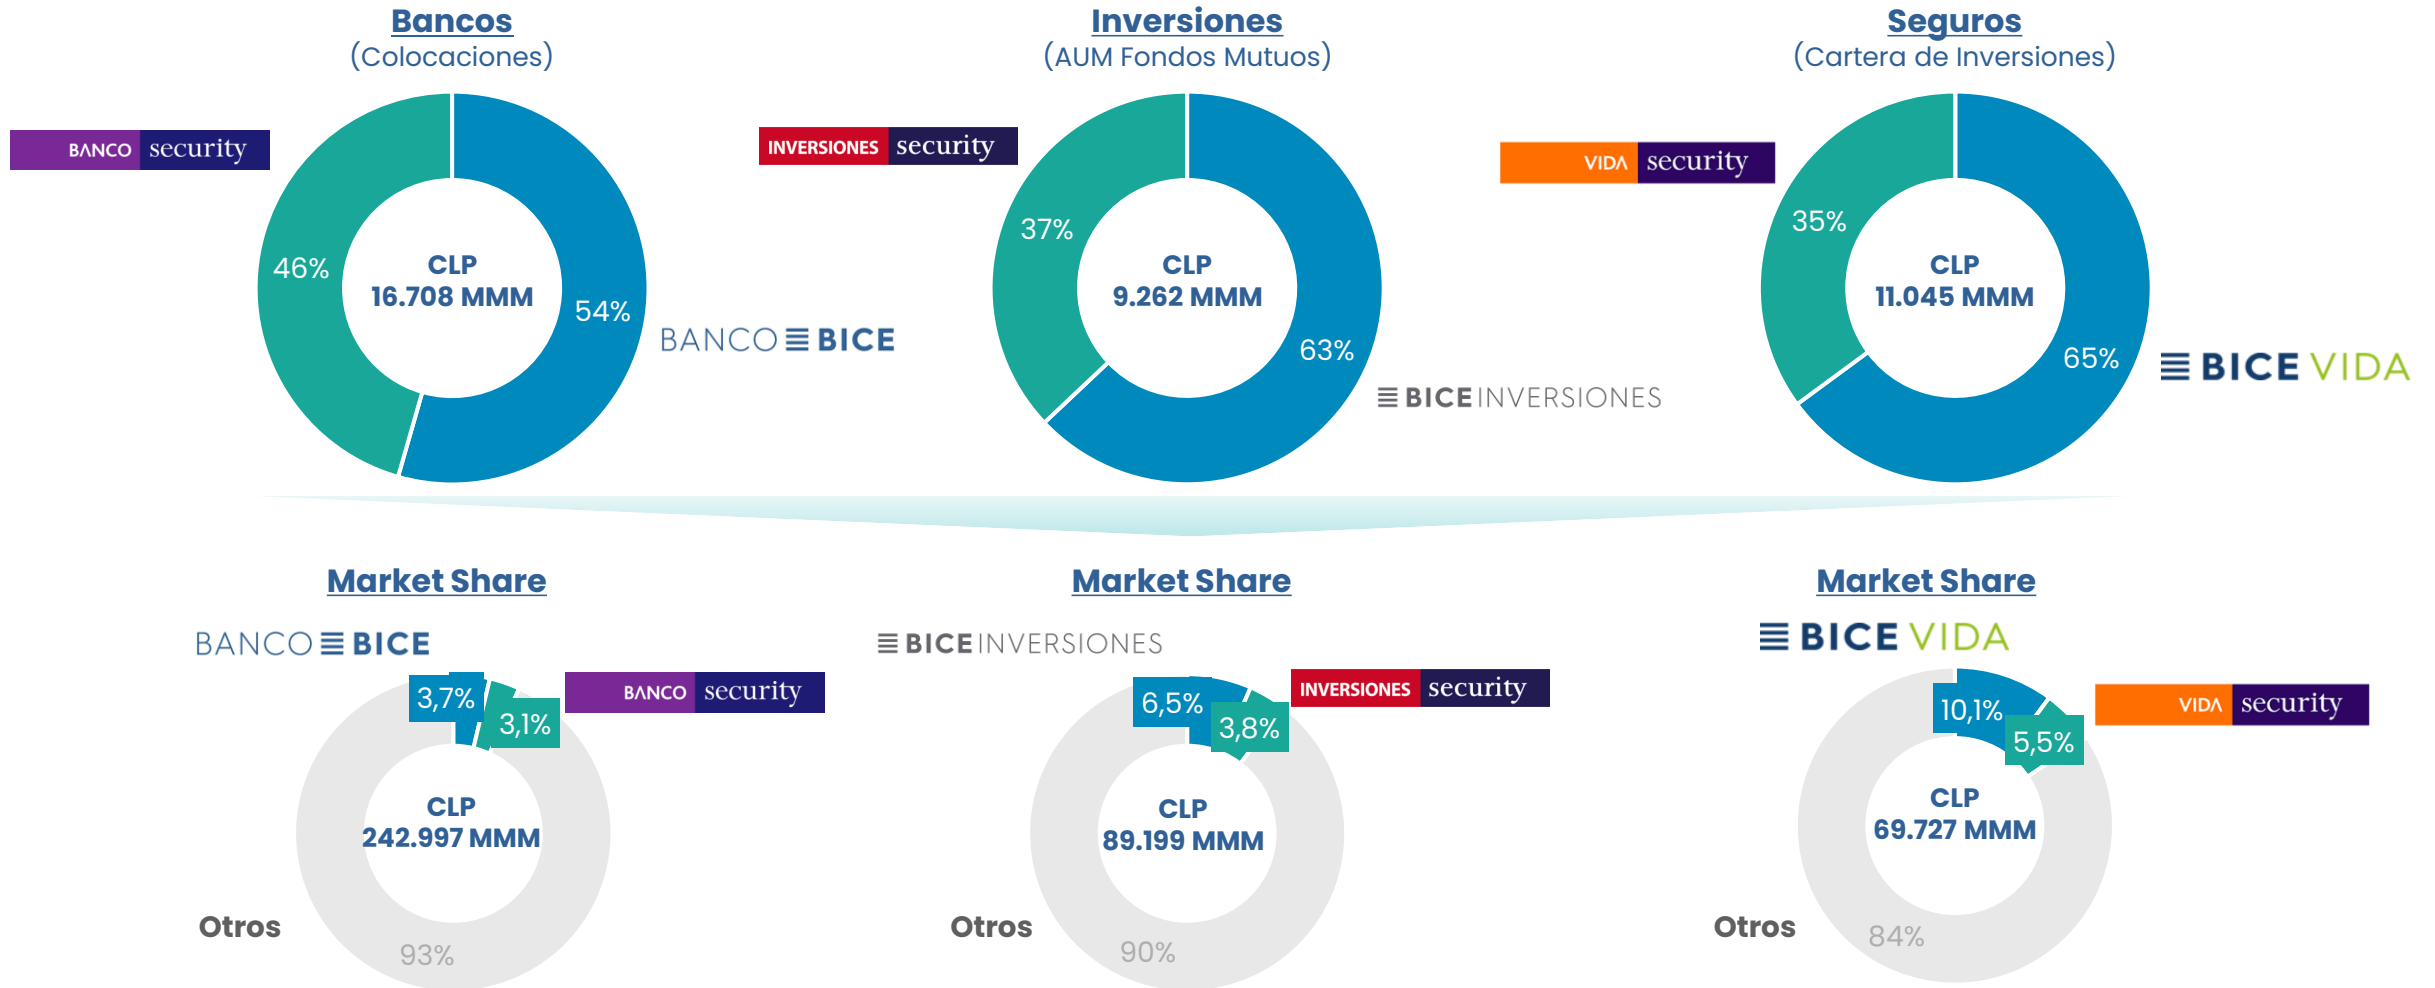 Bancos
(Colocaciones)
BANCO security
46%
CLP
16.708 MMM
54%
BANCO BICE
Inversiones
(AUM Fondos Mutuos)
INVERSIONES security
37%
CLP
9.262 MMM
63%
BICE INVERSIONES
Seguros
(Cartera de Inversiones)
VIDA security
35%
CLP
11.045 MMM
65%
BICE VIDA
Market Share
BANCO BICE
3,7%
BANCO security
3,1%
CLP
242.997 MMM
Otros
93%
Market Share
BICE INVERSIONES
6,5%
INVERSIONES security
3,8%
CLP
89.199 MMM
Otros
90%
Market Share
BICE VIDA
10,1%
VIDA security
5,5%
CLP
69.727 MMM
Otros
84%